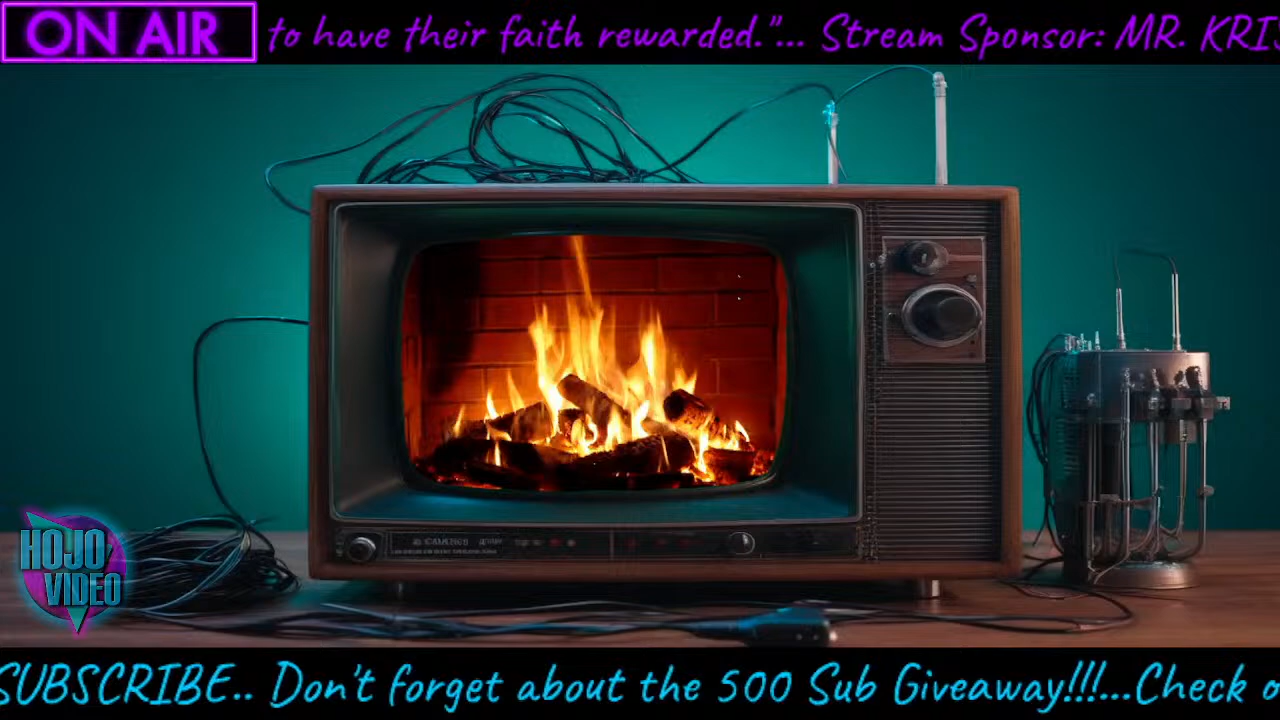 ON AIR
to have their faith rewarded."... Stream Sponsor: MR. KRIS
HOJO
VIDEO
SUBSCRIBE.. Don't forget about the 500 Sub Giveaway!!!...Check o